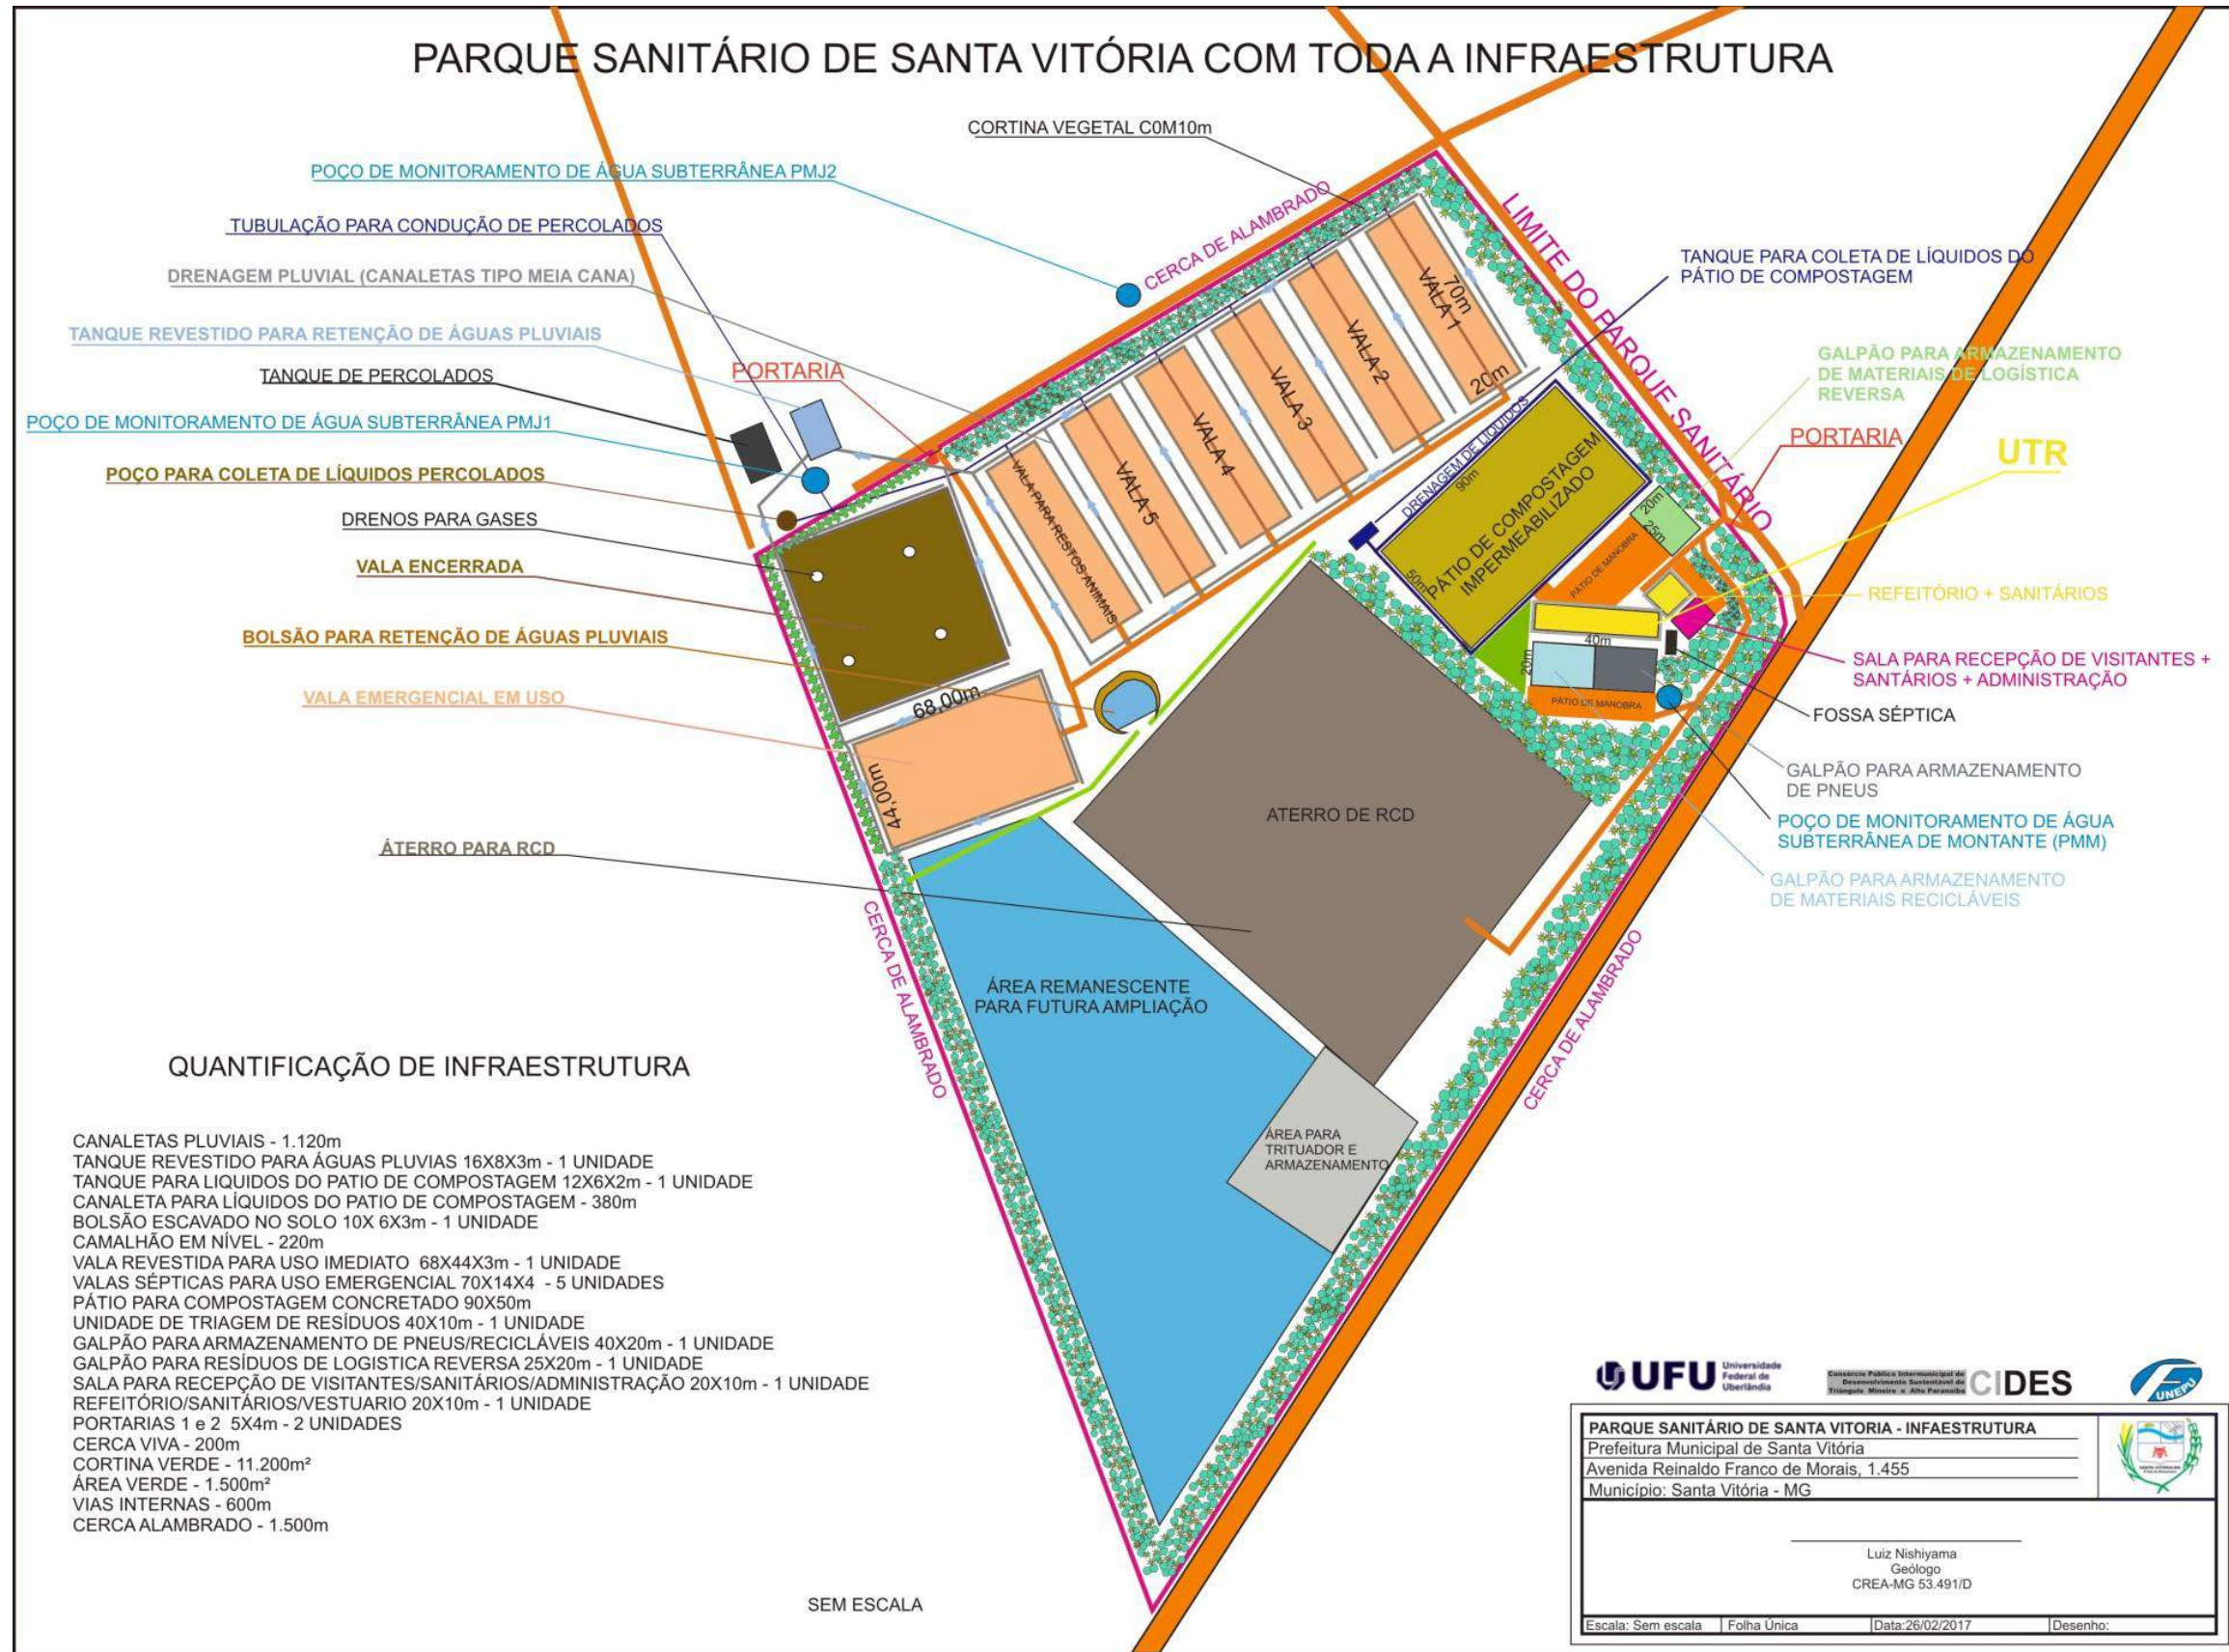 PARQUE SANITÁRIO DE SANTA VITÓRIA COM TODA A INFRAESTRUTURA
CORTINA VEGETAL C0M10m
POÇO DE MONITORAMENTO DE ÁGUA SUBTERRÂNEA PMJ2
TUBULAÇÃO PARA CONDUÇÃO DE PERCOLADOS
DRENAGEM PLUVIAL (CANALETAS TIPO MEIA CANA)
TANQUE REVESTIDO PARA RETENÇÃO DE ÁGUAS PLUVIAIS
TANQUE DE PERCOLADOS
POÇO DE MONITORAMENTO DE ÁGUA SUBTERRÂNEA PMJ1
POÇO PARA COLETA DE LÍQUIDOS PERCOLADOS
DRENOS PARA GASES
VALA ENCERRADA
BOLSÃO PARA RETENÇÃO DE ÁGUAS PLUVIAIS
VALA EMERGENCIAL EM USO
ÁTERRO PARA RCD
PORTARIA
CERCA DE ALAMBRADO
LIMITE DO PARQUE SANITÁRIO
70m
VALA 1
20m
VALA 2
VALA 3
VALA 4
VALA 5
VALA PARA RESTOS ANIMAIS
68,00m
44,00m
DRENAGEM DE LÍQUIDOS
90m
50m
PÁTIO DE COMPOSTAGEM
IMPERMEABILIZADO
20m
25m
PÁTIO DE MANOBRA
40m
20m
PÁTIO DE MANOBRA
TANQUE PARA COLETA DE LÍQUIDOS DO
PÁTIO DE COMPOSTAGEM
GALPÃO PARA ARMAZENAMENTO
DE MATERIAIS DE LOGÍSTICA
REVERSA
PORTARIA
UTR
REFEITÓRIO + SANITÁRIOS
SALA PARA RECEPÇÃO DE VISITANTES +
SANTÁRIOS + ADMINISTRAÇÃO
FOSSA SÉPTICA
GALPÃO PARA ARMAZENAMENTO
DE PNEUS
POÇO DE MONITORAMENTO DE ÁGUA
SUBTERRÂNEA DE MONTANTE (PMM)
GALPÃO PARA ARMAZENAMENTO
DE MATERIAIS RECICLÁVEIS
ATERRO DE RCD
ÁREA REMANESCENTE
PARA FUTURA AMPLIAÇÃO
CERCA DE ALAMBRADO
CERCA DE ALAMBRADO
ÁREA PARA
TRITUADOR E
ARMAZENAMENTO
QUANTIFICAÇÃO DE INFRAESTRUTURA
CANALETAS PLUVIAIS - 1.120m
TANQUE REVESTIDO PARA ÁGUAS PLUVIAS 16X8X3m - 1 UNIDADE
TANQUE PARA LIQUIDOS DO PATIO DE COMPOSTAGEM 12X6X2m - 1 UNIDADE
CANALETA PARA LÍQUIDOS DO PATIO DE COMPOSTAGEM - 380m
BOLSÃO ESCAVADO NO SOLO 10X 6X3m - 1 UNIDADE
CAMALHÃO EM NÍVEL - 220m
VALA REVESTIDA PARA USO IMEDIATO 68X44X3m - 1 UNIDADE
VALAS SÉPTICAS PARA USO EMERGENCIAL 70X14X4 - 5 UNIDADES
PÁTIO PARA COMPOSTAGEM CONCRETADO 90X50m
UNIDADE DE TRIAGEM DE RESÍDUOS 40X10m - 1 UNIDADE
GALPÃO PARA ARMAZENAMENTO DE PNEUS/RECICLÁVEIS 40X20m - 1 UNIDADE
GALPÃO PARA RESÍDUOS DE LOGISTICA REVERSA 25X20m - 1 UNIDADE
SALA PARA RECEPÇÃO DE VISITANTES/SANITÁRIOS/ADMINISTRAÇÃO 20X10m - 1 UNIDADE
REFEITÓRIO/SANITÁRIOS/VESTUARIO 20X10m - 1 UNIDADE
PORTARIAS 1 e 2 5X4m - 2 UNIDADES
CERCA VIVA - 200m
CORTINA VERDE - 11.200m²
ÁREA VERDE - 1.500m²
VIAS INTERNAS - 600m
CERCA ALAMBRADO - 1.500m
SEM ESCALA
UFU
Universidade
Federal de
Uberlândia
Consórcio Público Intermunicipal de
Desenvolvimento Sustentável do
Triângulo Mineiro e Alto Paranaíba
CIDES
UNEPU
PARQUE SANITÁRIO DE SANTA VITORIA - INFAESTRUTURA
Prefeitura Municipal de Santa Vitória
Avenida Reinaldo Franco de Morais, 1.455
Município: Santa Vitória - MG
Luiz Nishiyama
Geólogo
CREA-MG 53.491/D
Escala: Sem escala
Folha Única
Data:26/02/2017
Desenho: